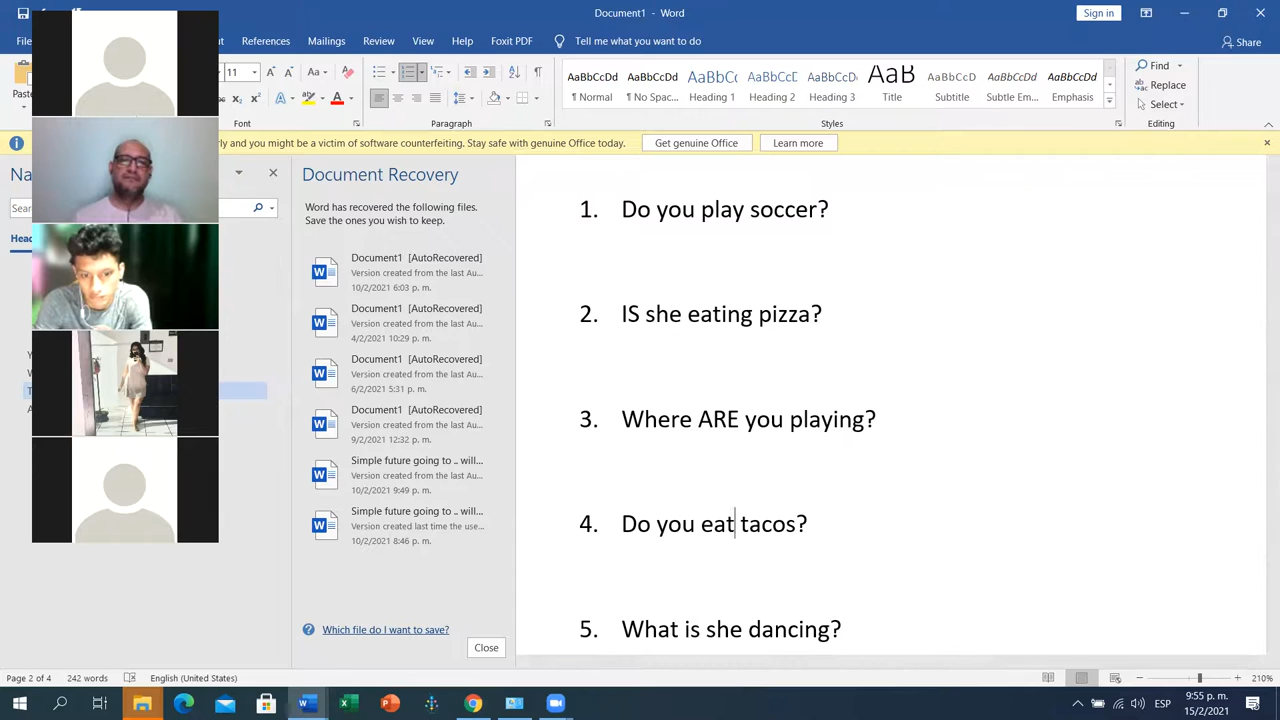 Document1 - Word
Sign in
References Mailings Review View Help Foxit PDF Tell me what you want to do
Share
11
Aa
Paste
AaBbCcDd AaBbCcDd AaBbC AaBbCcD AaBbCcD AaB AaBbCcD AaBbCcDd AaBbCcDd
¶ Normal ¶ No Spac... Heading 1 Heading 2 Heading 3 Title Subtitle Subtle Em... Emphasis
Find
Replace
Select
Font Paragraph Styles Editing
and you might be a victim of software counterfeiting. Stay safe with genuine Office today. Get genuine Office Learn more
Document Recovery
Word has recovered the following files.
Save the ones you wish to keep.
Document1 [AutoRecovered]
Version created from the last Au...
10/2/2021 6:03 p. m.
Document1 [AutoRecovered]
Version created from the last Au...
4/2/2021 10:29 p. m.
Document1 [AutoRecovered]
Version created from the last Au...
6/2/2021 5:31 p. m.
Document1 [AutoRecovered]
Version created from the last Au...
9/2/2021 12:32 p. m.
Simple future going to .. will...
Version created from the last Au...
10/2/2021 9:49 p. m.
Simple future going to .. will...
Version created last time the use...
10/2/2021 8:46 p. m.
Which file do I want to save?
Close
1. Do you play soccer?
2. IS she eating pizza?
3. Where ARE you playing?
4. Do you eat tacos?
5. What is she dancing?
Page 2 of 4 242 words English (United States)
210%
ESP
9:55 p. m.
15/2/2021